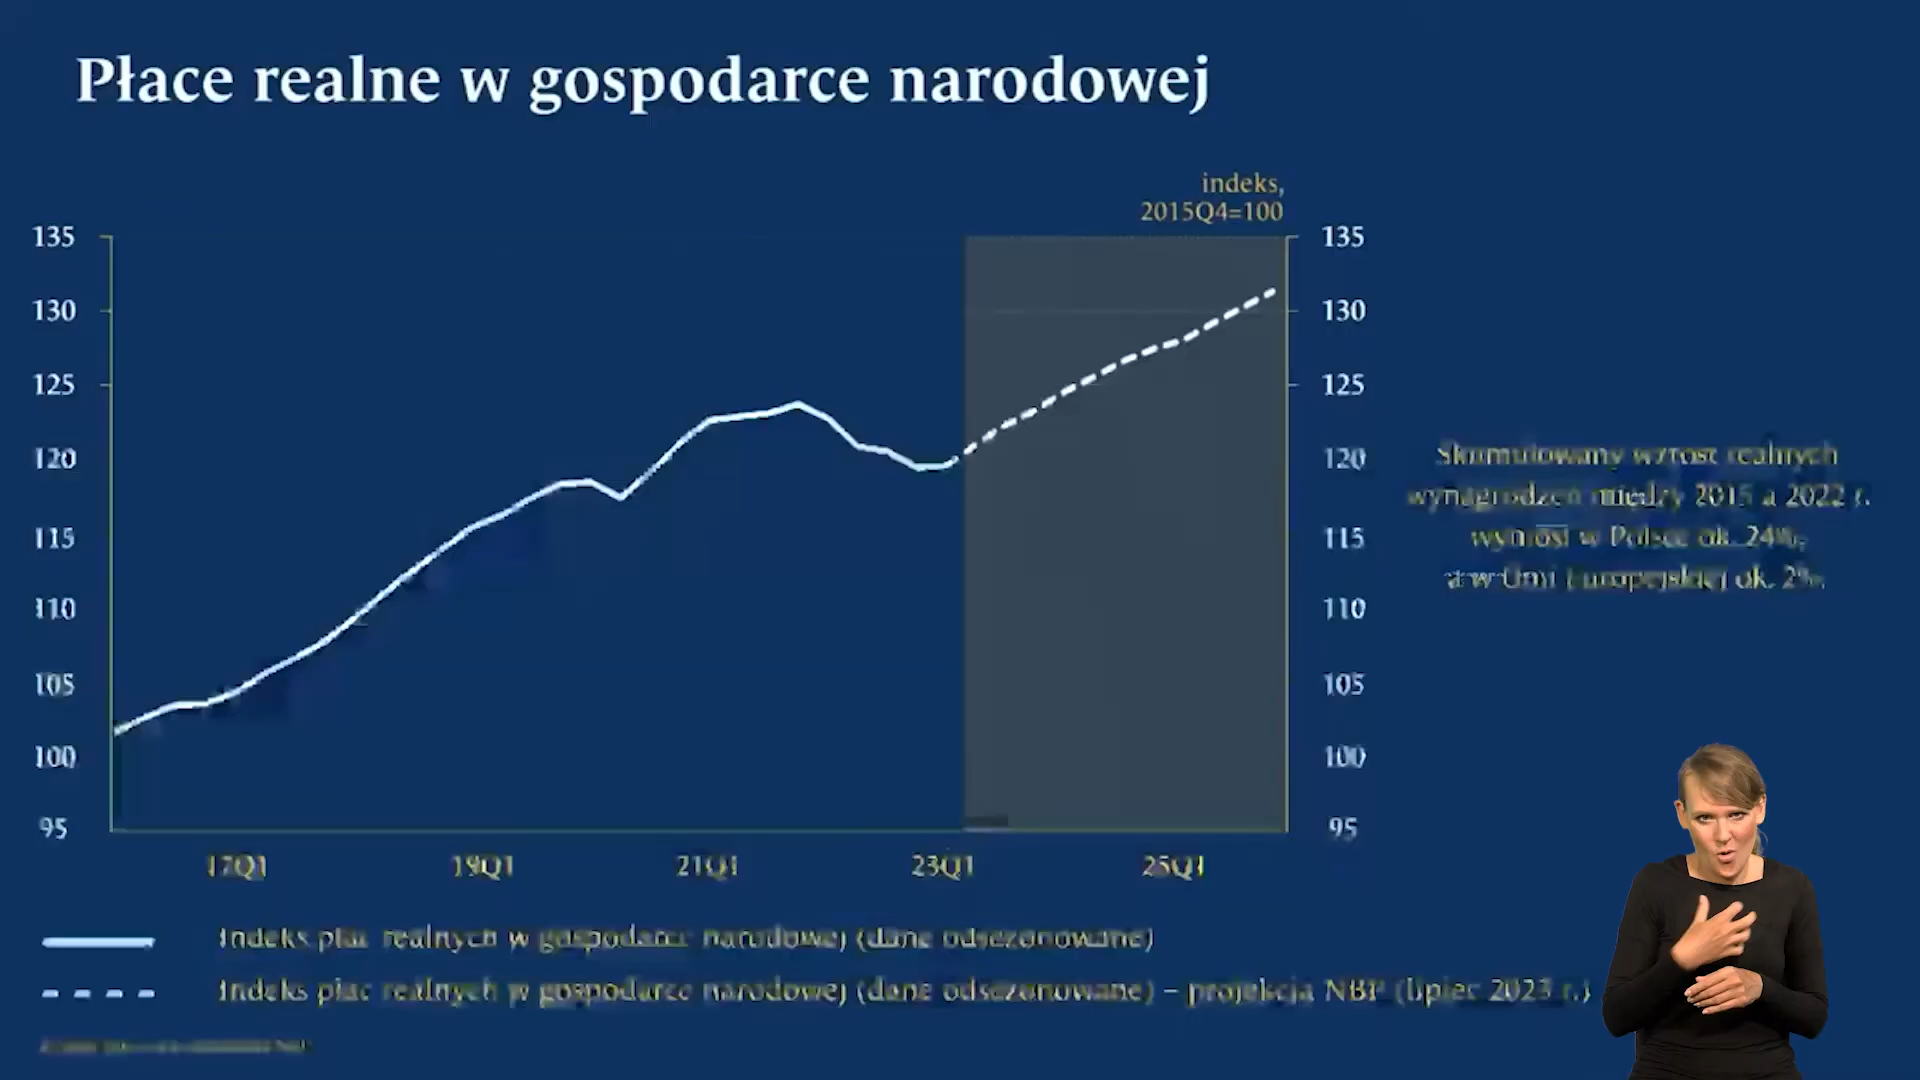 Płace realne w gospodarce narodowej
indeks,
2015Q4=100
135
130
125
120
115
110
105
100
95
135
130
125
120
115
110
105
100
95
17Q1
19Q1
21Q1
23Q1
25Q1
Skumulowany wzrost realnych
wynagrodzeń między 2015 a 2022 r.
wyniósł w Polsce ok. 24%,
a w Unii Europejskiej ok. 2%.
Indeks płac realnych w gospodarce narodowej (dane odsezonowane)
Indeks płac realnych w gospodarce narodowej (dane odsezonowane) – projekcja NBP (lipiec 2023 r.)